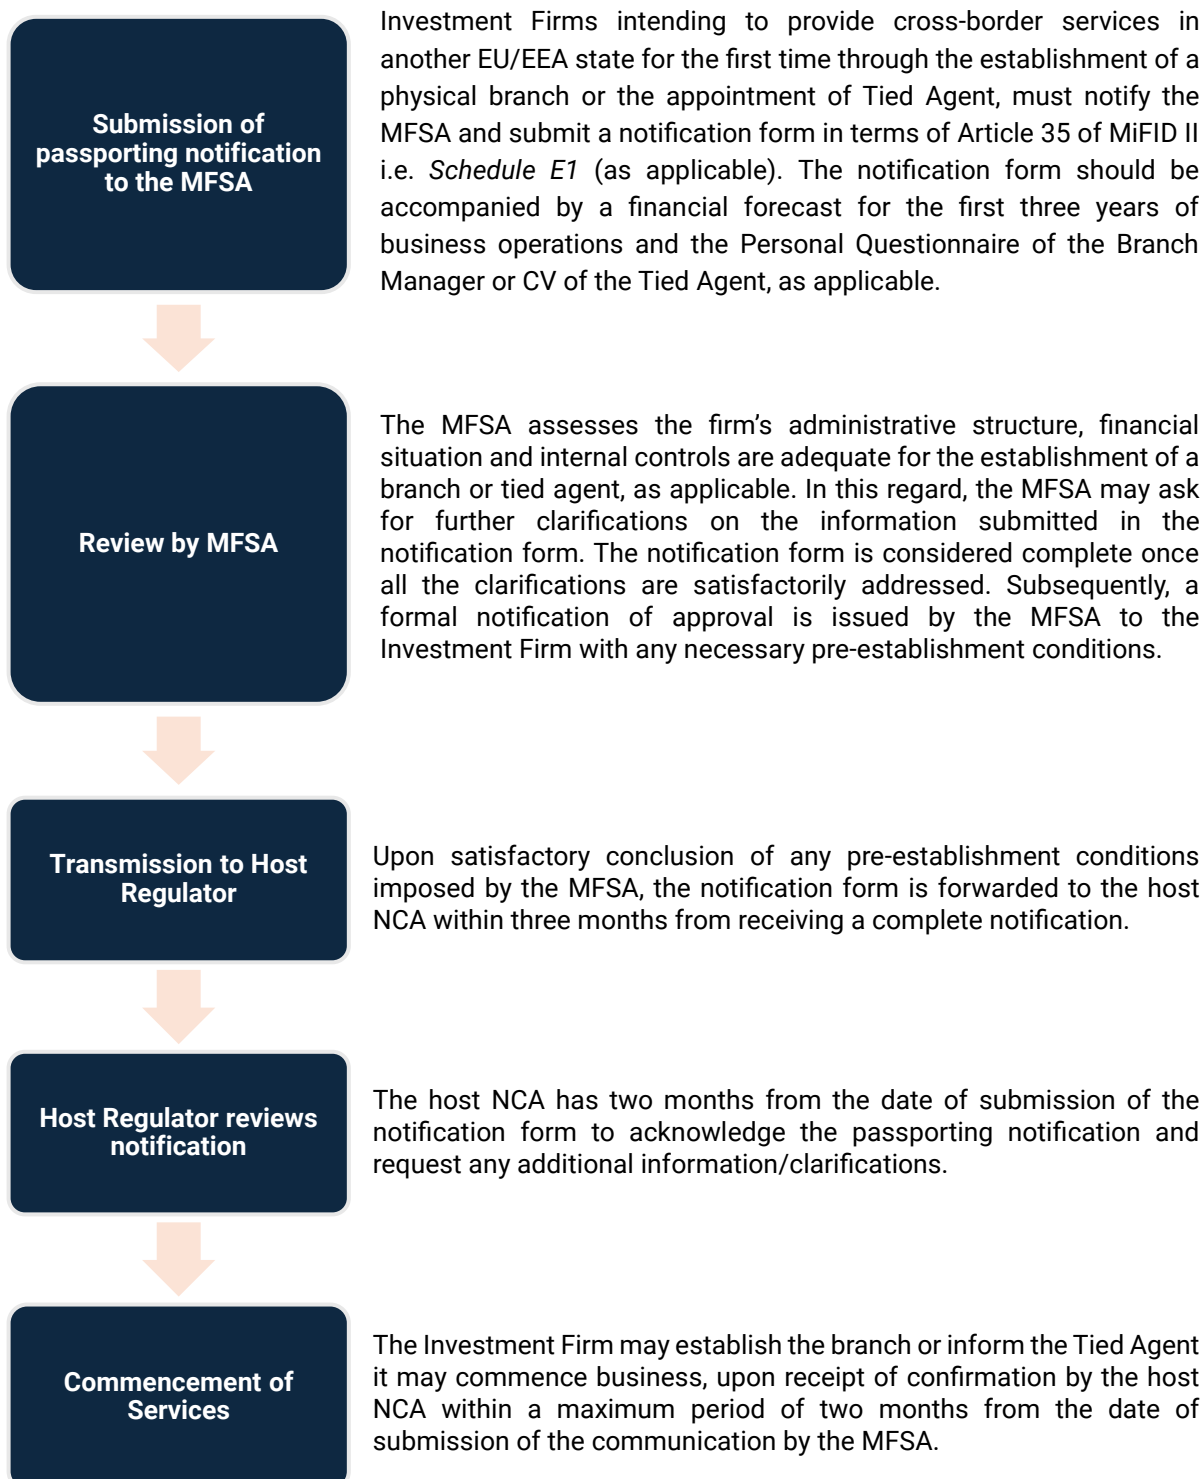 Submission of
passporting notification
to the MFSA
Investment Firms intending to provide cross-border services in
another EU/EEA state for the first time through the establishment of a
physical branch or the appointment of Tied Agent, must notify the
MFSA and submit a notification form in terms of Article 35 of MiFID II
i.e. Schedule E1 (as applicable). The notification form should be
accompanied by a financial forecast for the first three years of
business operations and the Personal Questionnaire of the Branch
Manager or CV of the Tied Agent, as applicable.
Review by MFSA
The MFSA assesses the firm's administrative structure, financial
situation and internal controls are adequate for the establishment of a
branch or tied agent, as applicable. In this regard, the MFSA may ask
for further clarifications on the information submitted in the
notification form. The notification form is considered complete once
all the clarifications are satisfactorily addressed. Subsequently, a
formal notification of approval is issued by the MFSA to the
Investment Firm with any necessary pre-establishment conditions.
Transmission to Host
Regulator
Upon satisfactory conclusion of any pre-establishment conditions
imposed by the MFSA, the notification form is forwarded to the host
NCA within three months from receiving a complete notification.
Host Regulator reviews
notification
The host NCA has two months from the date of submission of the
notification form to acknowledge the passporting notification and
request any additional information/clarifications.
Commencement of
Services
The Investment Firm may establish the branch or inform the Tied Agent
it may commence business, upon receipt of confirmation by the host
NCA within a maximum period of two months from the date of
submission of the communication by the MFSA.